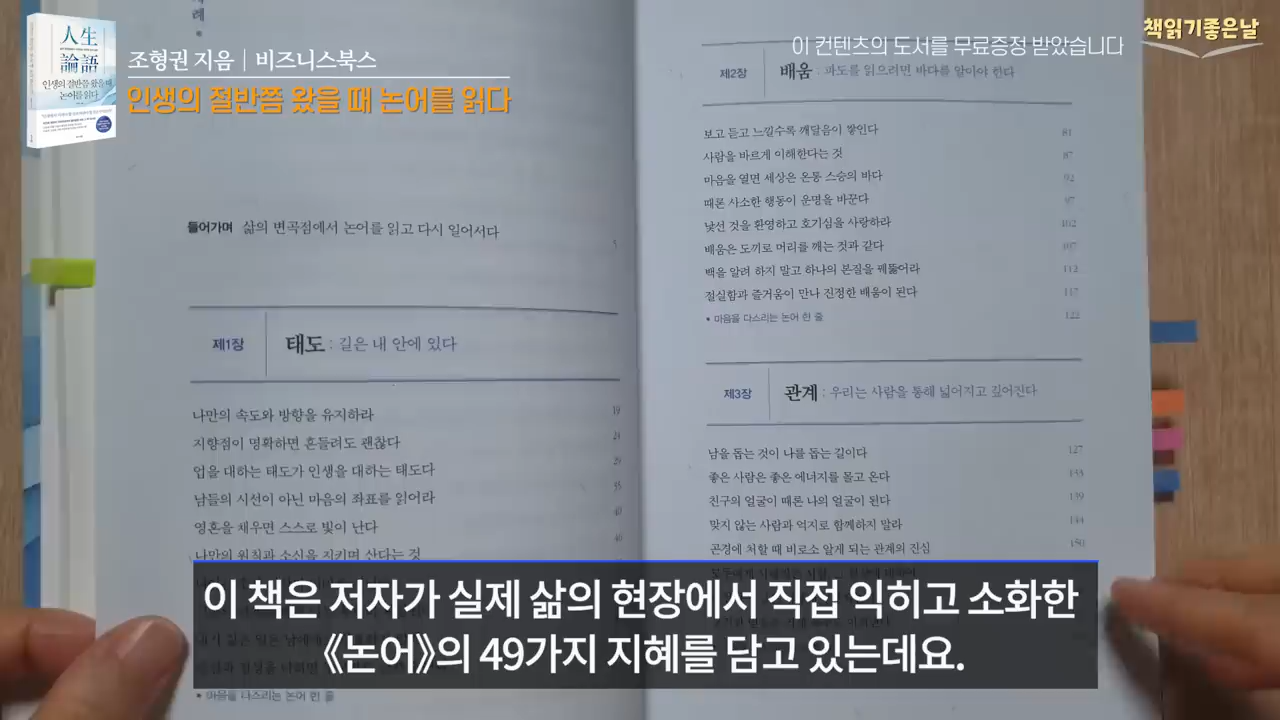 人生
論語
인생의 절반쯤 왔을 때
논어를 읽다
조형권 지음 | 비즈니스북스
인생의 절반쯤 왔을 때 논어를 읽다
이 컨텐츠의 도서를 무료증정 받았습니다
책읽기좋은날
들어가며 삶의 변곡점에서 논어를 읽고 다시 일어서다 5
제1장 태도 : 길은 내 안에 있다
나만의 속도와 방향을 유지하라 19
지향점이 명확하면 흔들려도 괜찮다 24
업을 대하는 태도가 인생을 대하는 태도다 29
남들의 시선이 아닌 마음의 좌표를 읽어라 35
영혼을 채우면 스스로 빛이 난다 40
나만의 원칙과 소신을 지키며 산다는 것 46
• 마음을 다스리는 논어 한 줄
제2장 배움 : 파도를 읽으려면 바다를 알아야 한다
보고 듣고 느낄수록 깨달음이 쌓인다 81
사람을 바르게 이해한다는 것 87
마음을 열면 세상은 온통 스승의 바다 92
때론 사소한 행동이 운명을 바꾼다 97
낯선 것을 환영하고 호기심을 사랑하라 102
배움은 도끼로 머리를 깨는 것과 같다 107
백을 알려 하지 말고 하나의 본질을 꿰뚫어라 112
절실함과 즐거움이 만나 진정한 배움이 된다 117
• 마음을 다스리는 논어 한 줄 122
제3장 관계 : 우리는 사람을 통해 넓어지고 깊어진다
남을 돕는 것이 나를 돕는 길이다 127
좋은 사람은 좋은 에너지를 몰고 온다 133
친구의 얼굴이 때론 나의 얼굴이 된다 139
맞지 않는 사람과 억지로 함께하지 말라 144
곤경에 처할 때 비로소 알게 되는 관계의 진심 150
이 책은 저자가 실제 삶의 현장에서 직접 익히고 소화한
《논어》의 49가지 지혜를 담고 있는데요.